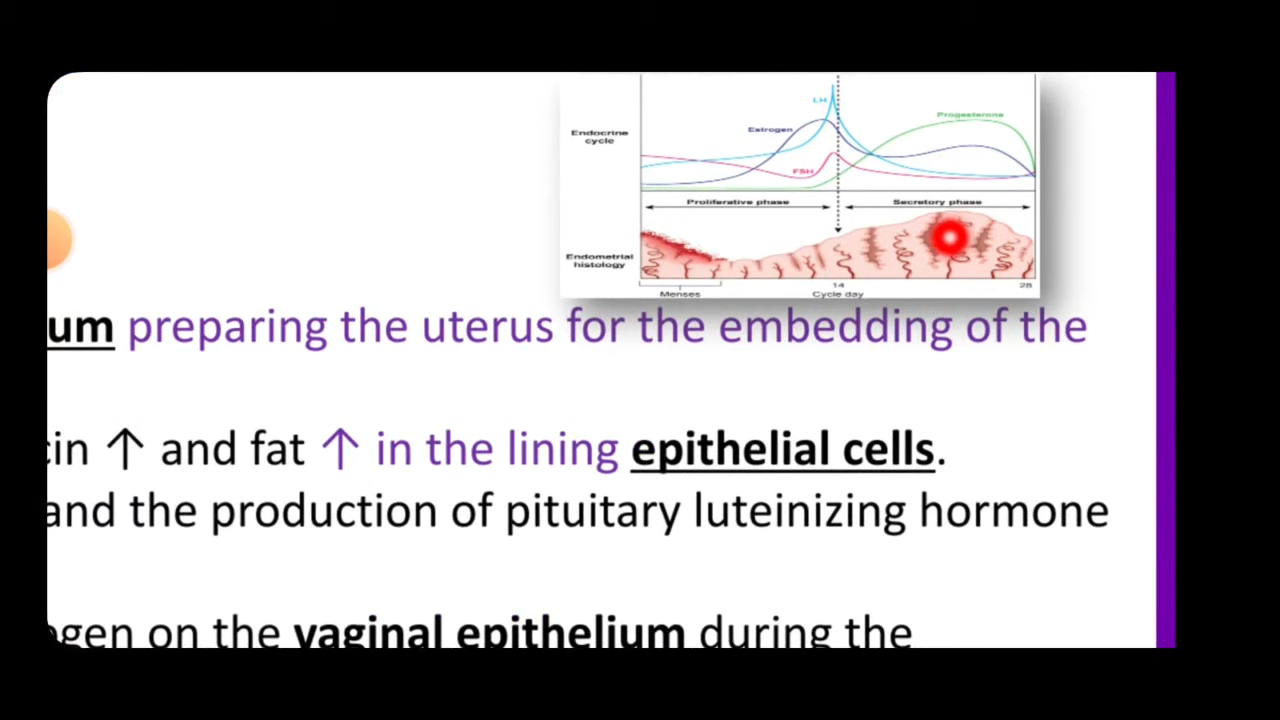 LH
Progesterone
Endocrine
cycle
Estrogen
FSH
Proliferative phase
Secretory phase
Endometrial
histology
14
28
Menses
Cycle day
um preparing the uterus for the embedding of the
cin ↑ and fat ↑ in the lining epithelial cells.
and the production of pituitary luteinizing hormone
ogen on the vaginal epithelium during the